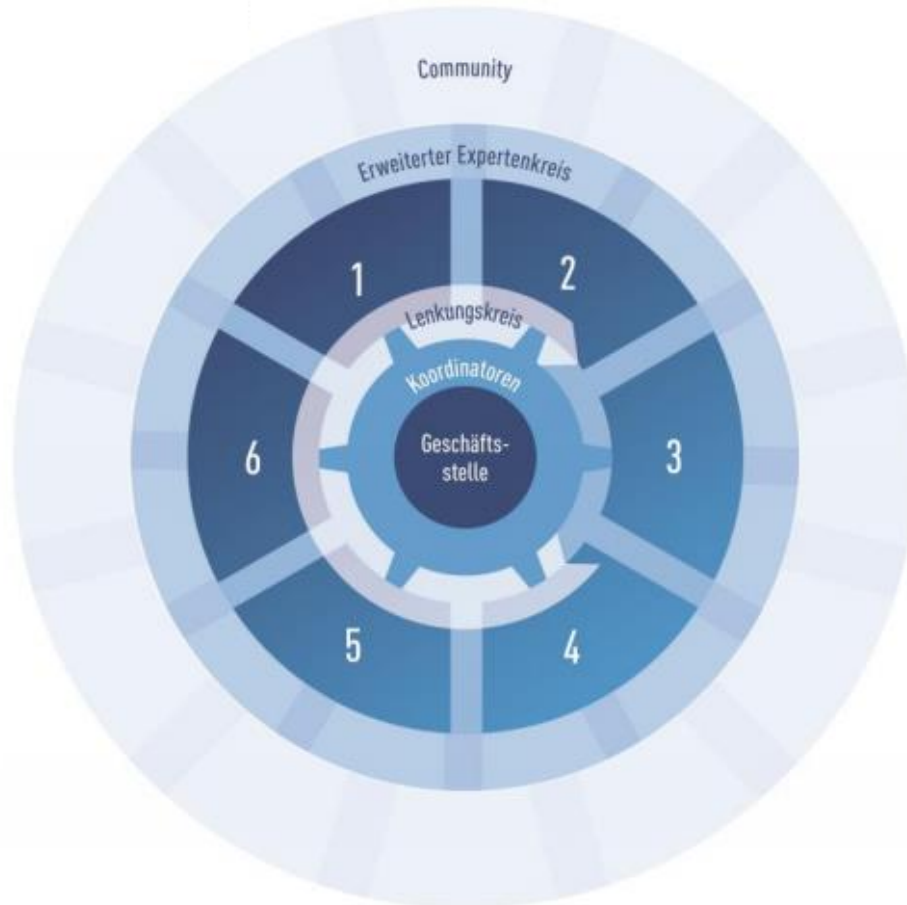 Community
Erweiterter Expertenkreis
1
2
Lenkungskreis
Koordinatoren
Geschäfts-
stelle
6
3
5
4